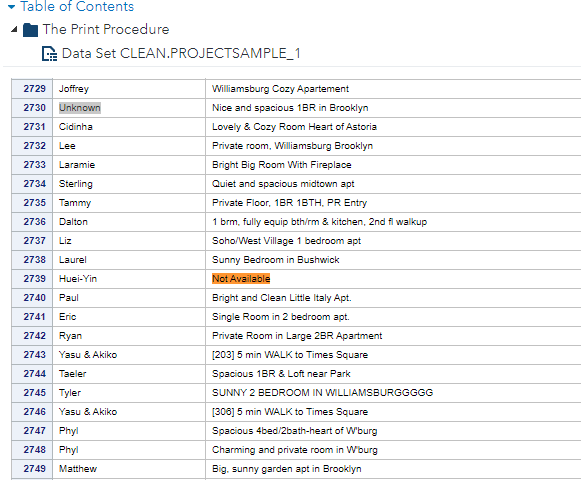 Table of Contents
The Print Procedure
Data Set CLEAN.PROJECTSAMPLE_1
2729 Joffrey Williamsburg Cozy Apartement
2730 Unknown Nice and spacious 1BR in Brooklyn
2731 Cidinha Lovely & Cozy Room Heart of Astoria
2732 Lee Private room, Williamsburg Brooklyn
2733 Laramie Bright Big Room With Fireplace
2734 Sterling Quiet and spacious midtown apt
2735 Tammy Private Floor, 1BR 1BTH, PR Entry
2736 Dalton 1 brm, fully equip bth/rm & kitchen, 2nd fl walkup
2737 Liz Soho/West Village 1 bedroom apt
2738 Laurel Sunny Bedroom in Bushwick
2739 Huei-Yin Not Available
2740 Paul Bright and Clean Little Italy Apt.
2741 Eric Single Room in 2 bedroom apt.
2742 Ryan Private Room in Large 2BR Apartment
2743 Yasu & Akiko [203] 5 min WALK to Times Square
2744 Taeler Spacious 1BR & Loft near Park
2745 Tyler SUNNY 2 BEDROOM IN WILLIAMSBURGGGGG
2746 Yasu & Akiko [306] 5 min WALK to Times Square
2747 Phyl Spacious 4bed/2bath-heart of W'burg
2748 Phyl Charming and private room in W'burg
2749 Matthew Big, sunny garden apt in Brooklyn